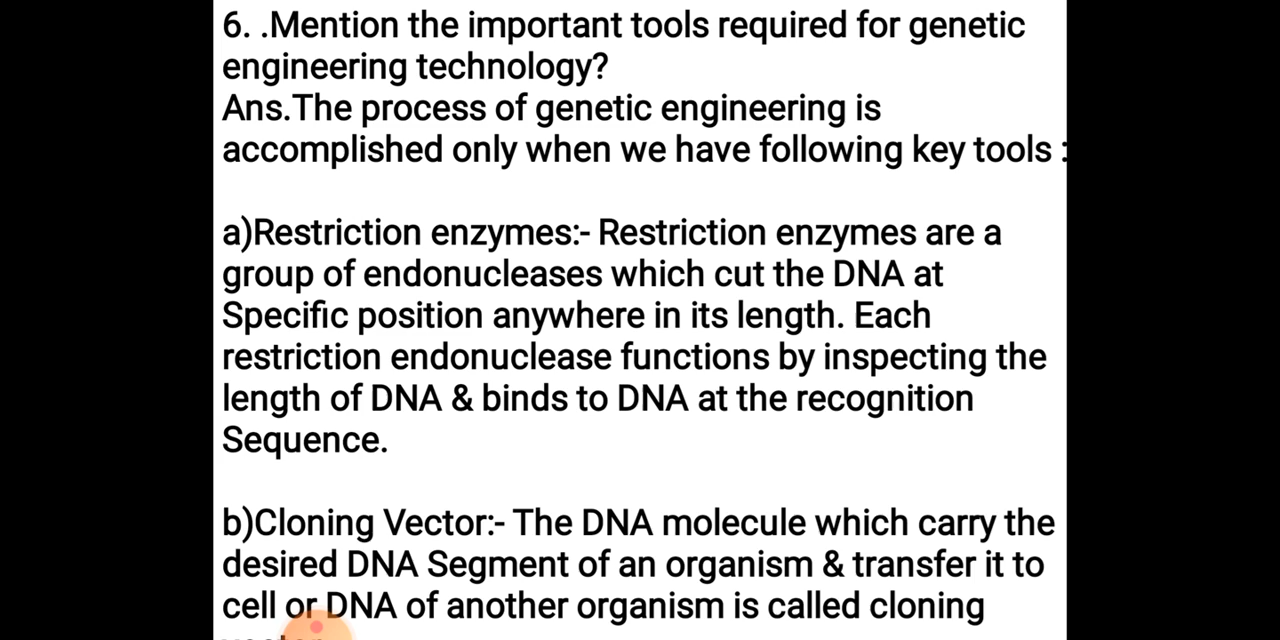 6. .Mention the important tools required for genetic
engineering technology?
Ans.The process of genetic engineering is
accomplished only when we have following key tools :
a)Restriction enzymes:- Restriction enzymes are a
group of endonucleases which cut the DNA at
Specific position anywhere in its length. Each
restriction endonuclease functions by inspecting the
length of DNA & binds to DNA at the recognition
Sequence.
b)Cloning Vector:- The DNA molecule which carry the
desired DNA Segment of an organism & transfer it to
cell or DNA of another organism is called cloning